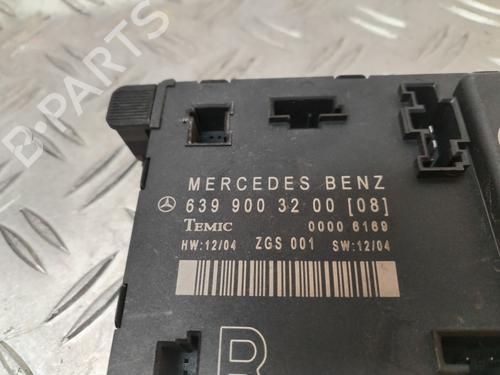 B-PARTS
MERCEDES BENZ
639 900 32 00 [08]
TEMIC 0000 6169
HW:12/04 ZGS 001 SW:12/04
R